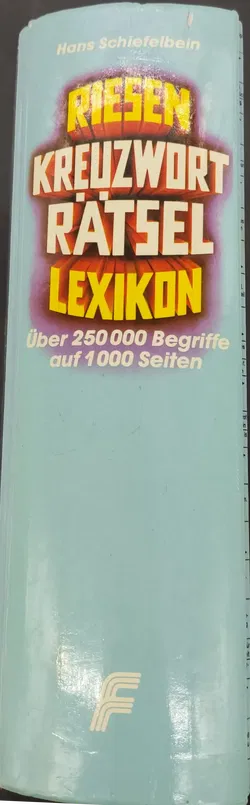 Hans Schiefelbein
RIESEN
KREUZWORT
RÄTSEL
LEXIKON
Über 250 000 Begriffe
auf 1000 Seiten
F